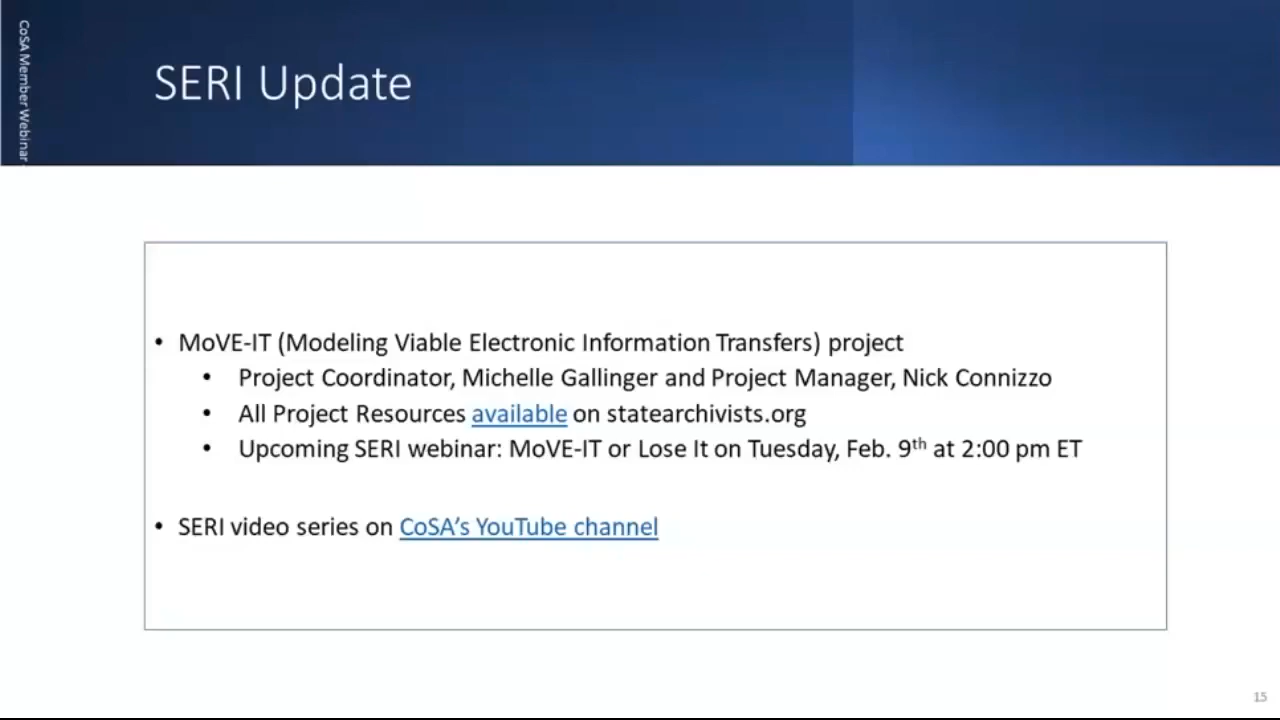 CoSA Member Webinar
SERI Update
• MoVE-IT (Modeling Viable Electronic Information Transfers) project
• Project Coordinator, Michelle Gallinger and Project Manager, Nick Connizzo
• All Project Resources available on statearchivists.org
• Upcoming SERI webinar: MoVE-IT or Lose It on Tuesday, Feb. 9th at 2:00 pm ET
• SERI video series on CoSA’s YouTube channel
15